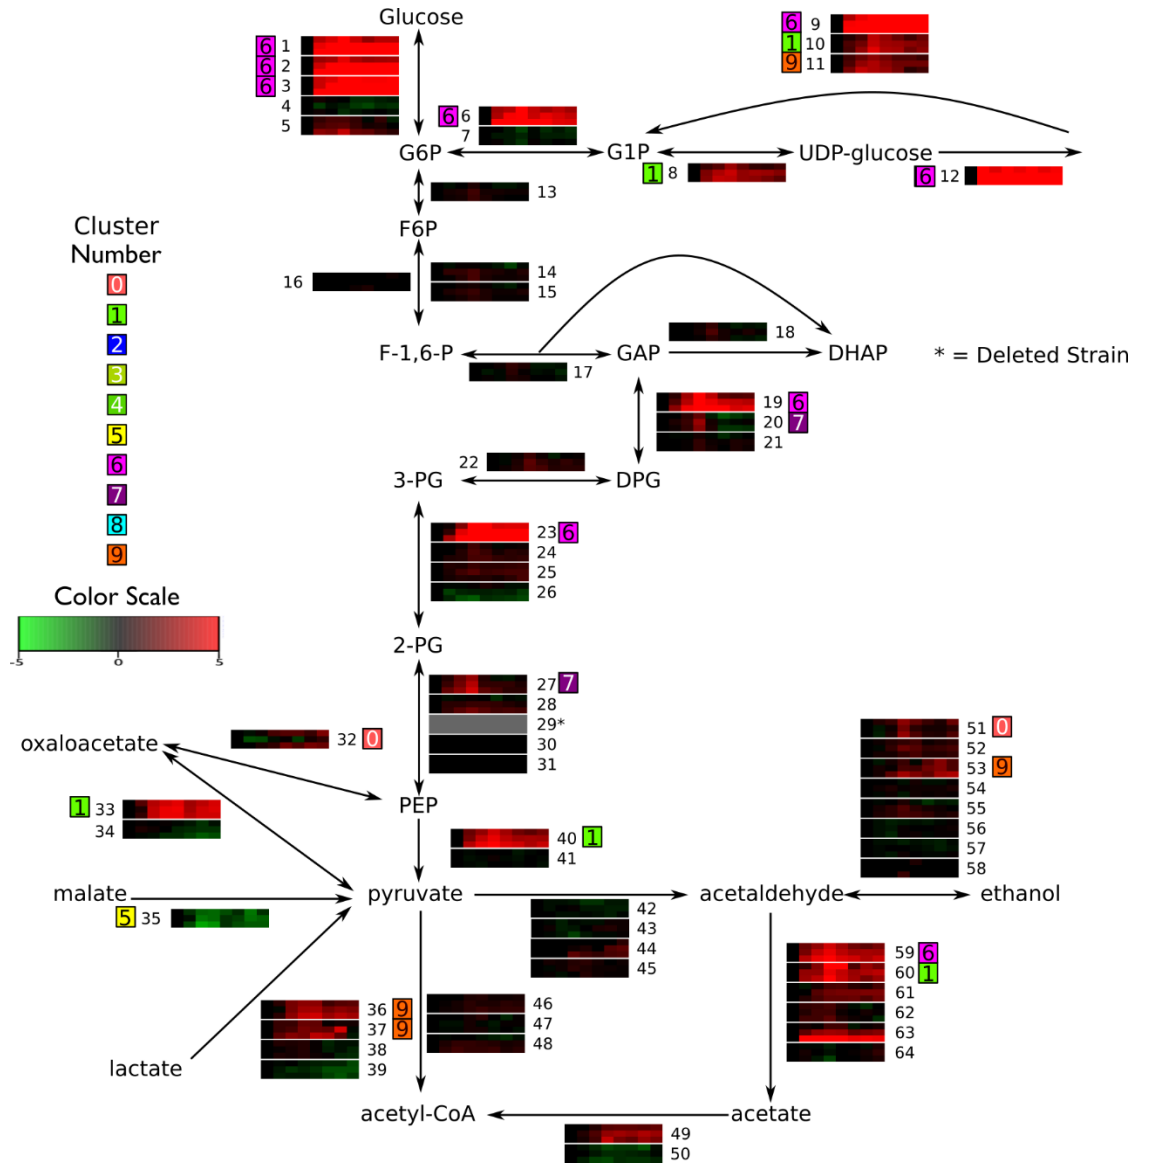 Glucose
6 1
6 2
6 3
4
5
6 9
1 10
9 11
6 6
7
G6P
G1P
UDP-glucose
1 8
6 12
13
F6P
Cluster
Number
0
1
2
3
4
5
6
7
8
9
16
14
15
F-1,6-P
GAP
18
DHAP
* = Deleted Strain
17
19 6
20 7
21
22
3-PG
DPG
23 6
24
25
26
Color Scale
-5 0 5
2-PG
27 7
28
29*
30
31
oxaloacetate
32 0
51 0
52
53 9
54
55
56
57
58
1 33
34
PEP
40 1
41
malate
pyruvate
acetaldehyde
ethanol
5 35
42
43
44
45
59 6
60 1
61
62
63
64
36 9
37 9
38
39
46
47
48
lactate
acetyl-CoA
acetate
49
50